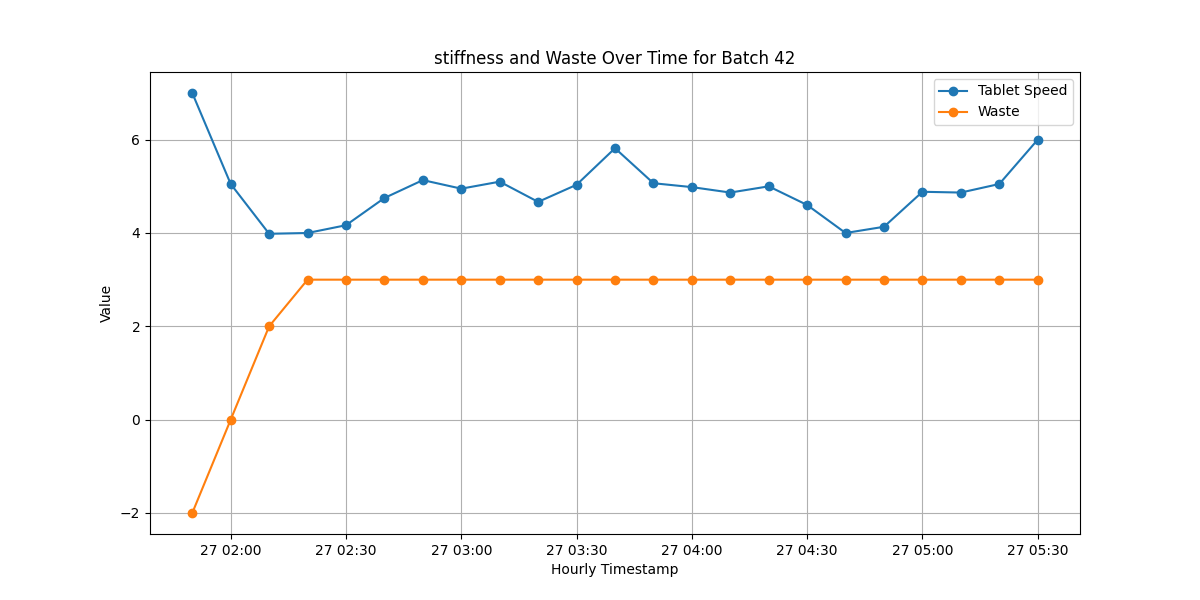 stiffness and Waste Over Time for Batch 42
Tablet Speed
Waste
Value
6
4
2
0
−2
27 02:00 27 02:30 27 03:00 27 03:30 27 04:00 27 04:30 27 05:00 27 05:30
Hourly Timestamp